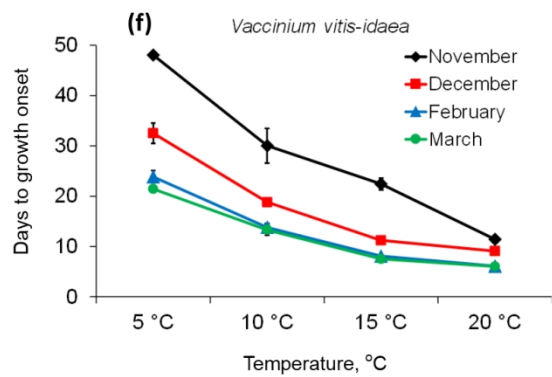 (f) Vaccinium vitis-idaea
November
December
February
March
Days to growth onset
50
40
30
20
10
0
5 °C 10 °C 15 °C 20 °C
Temperature, °C